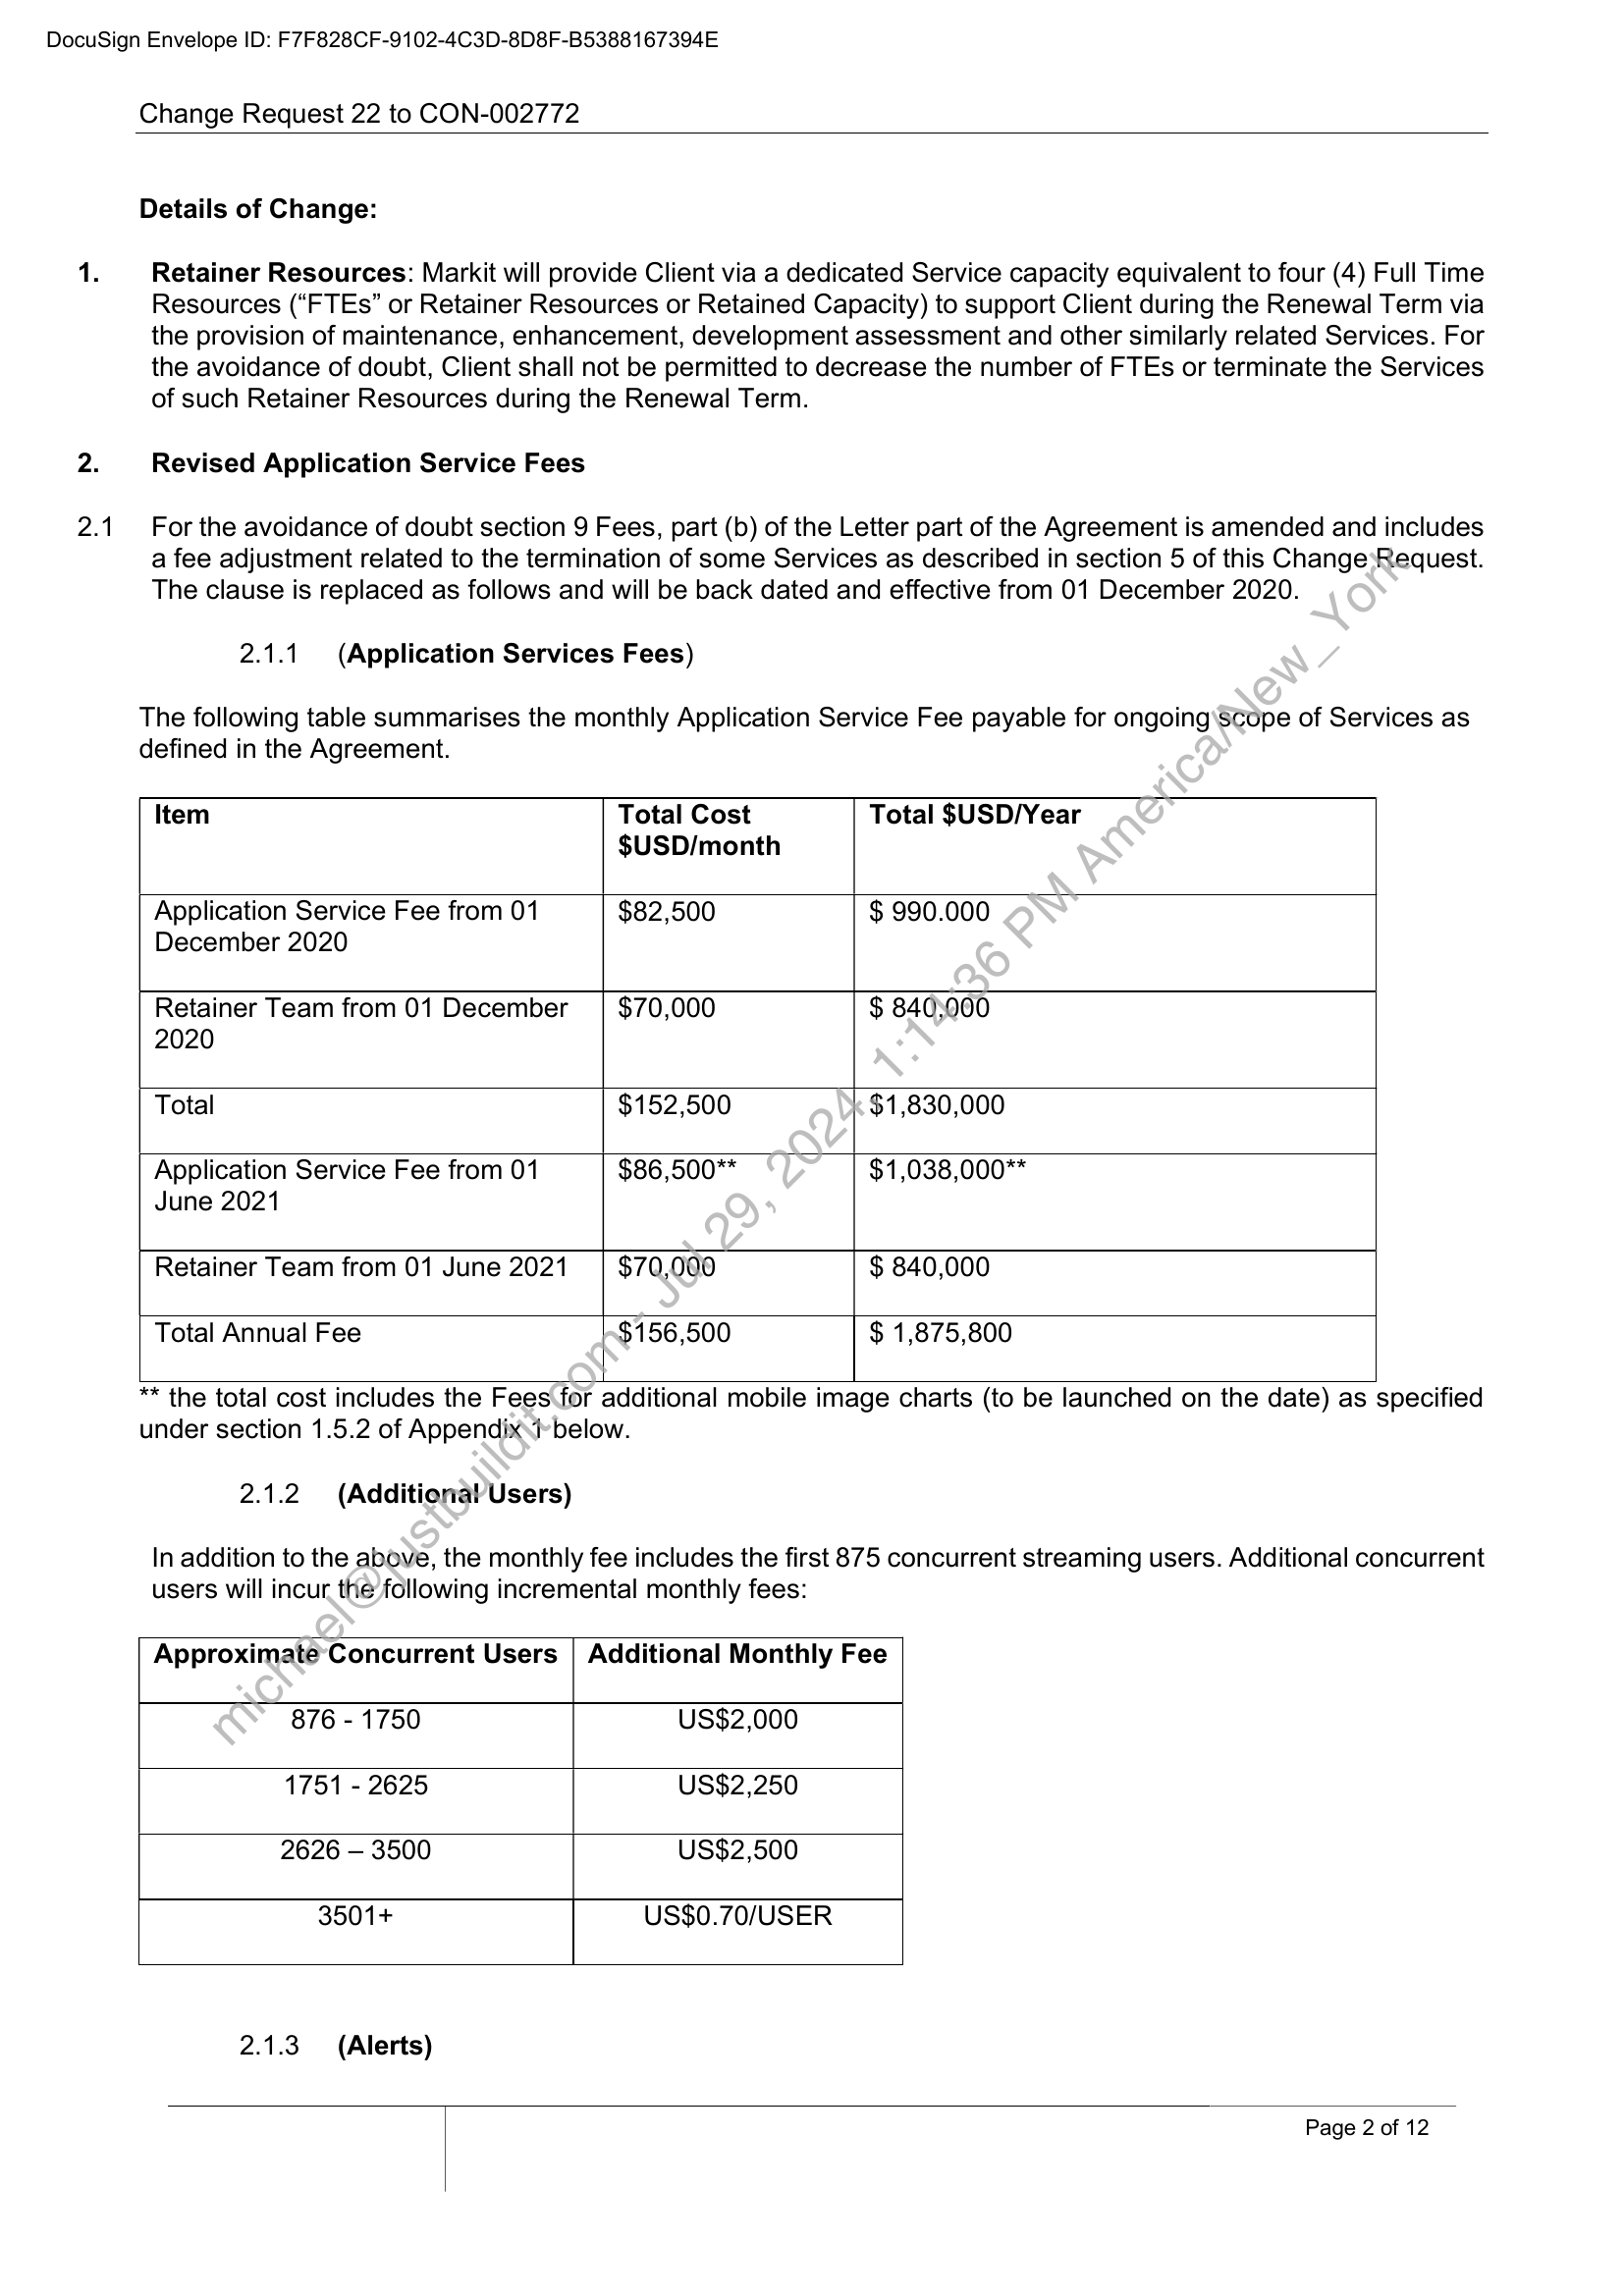 DocuSign Envelope ID: F7F828CF-9102-4C3D-8D8F-B5388167394E
Change Request 22 to CON-002772
Details of Change:
1. Retainer Resources: Markit will provide Client via a dedicated Service capacity equivalent to four (4) Full Time
Resources (“FTEs” or Retainer Resources or Retained Capacity) to support Client during the Renewal Term via
the provision of maintenance, enhancement, development assessment and other similarly related Services. For
the avoidance of doubt, Client shall not be permitted to decrease the number of FTEs or terminate the Services
of such Retainer Resources during the Renewal Term.
2. Revised Application Service Fees
2.1 For the avoidance of doubt section 9 Fees, part (b) of the Letter part of the Agreement is amended and includes
a fee adjustment related to the termination of some Services as described in section 5 of this Change Request.
The clause is replaced as follows and will be back dated and effective from 01 December 2020.
2.1.1 (Application Services Fees)
The following table summarises the monthly Application Service Fee payable for ongoing scope of Services as
defined in the Agreement.
Item
Total Cost
$USD/month
Total $USD/Year
Application Service Fee from 01
December 2020
$82,500
$ 990.000
Retainer Team from 01 December
2020
$70,000
$ 840,000
Total
$152,500
$1,830,000
Application Service Fee from 01
June 2021
$86,500**
$1,038,000**
Retainer Team from 01 June 2021
$70,000
$ 840,000
Total Annual Fee
$156,500
$ 1,875,800
** the total cost includes the Fees for additional mobile image charts (to be launched on the date) as specified
under section 1.5.2 of Appendix 1 below.
2.1.2 (Additional Users)
In addition to the above, the monthly fee includes the first 875 concurrent streaming users. Additional concurrent
users will incur the following incremental monthly fees:
Approximate Concurrent Users
Additional Monthly Fee
876 - 1750
US$2,000
1751 - 2625
US$2,250
2626 – 3500
US$2,500
3501+
US$0.70/USER
2.1.3 (Alerts)
Page 2 of 12
michael@justbuildit.com - Jul 29, 2024, 1:14:36 PM America/New_York